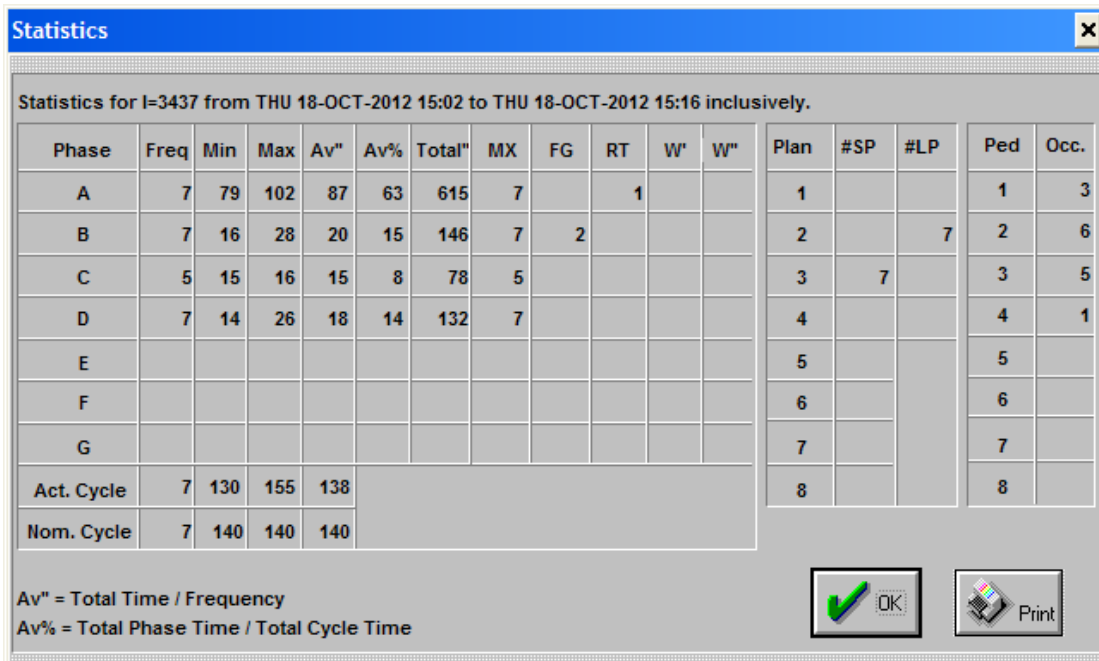 Statistics
Statistics for I=3437 from THU 18-OCT-2012 15:02 to THU 18-OCT-2012 15:16 inclusively.
Phase Freq Min Max Av" Av% Total" MX FG RT W' W" Plan #SP #LP Ped Occ.
A 7 79 102 87 63 615 7 1 1 1 3
B 7 16 28 20 15 146 7 2 2 7 2 6
C 5 15 16 15 8 78 5 3 7 3 5
D 7 14 26 18 14 132 7 4 4 1
E 5 5
F 6 6
G 7 7
Act. Cycle 7 130 155 138 8 8
Nom. Cycle 7 140 140 140
Av" = Total Time / Frequency
Av% = Total Phase Time / Total Cycle Time
OK
Print